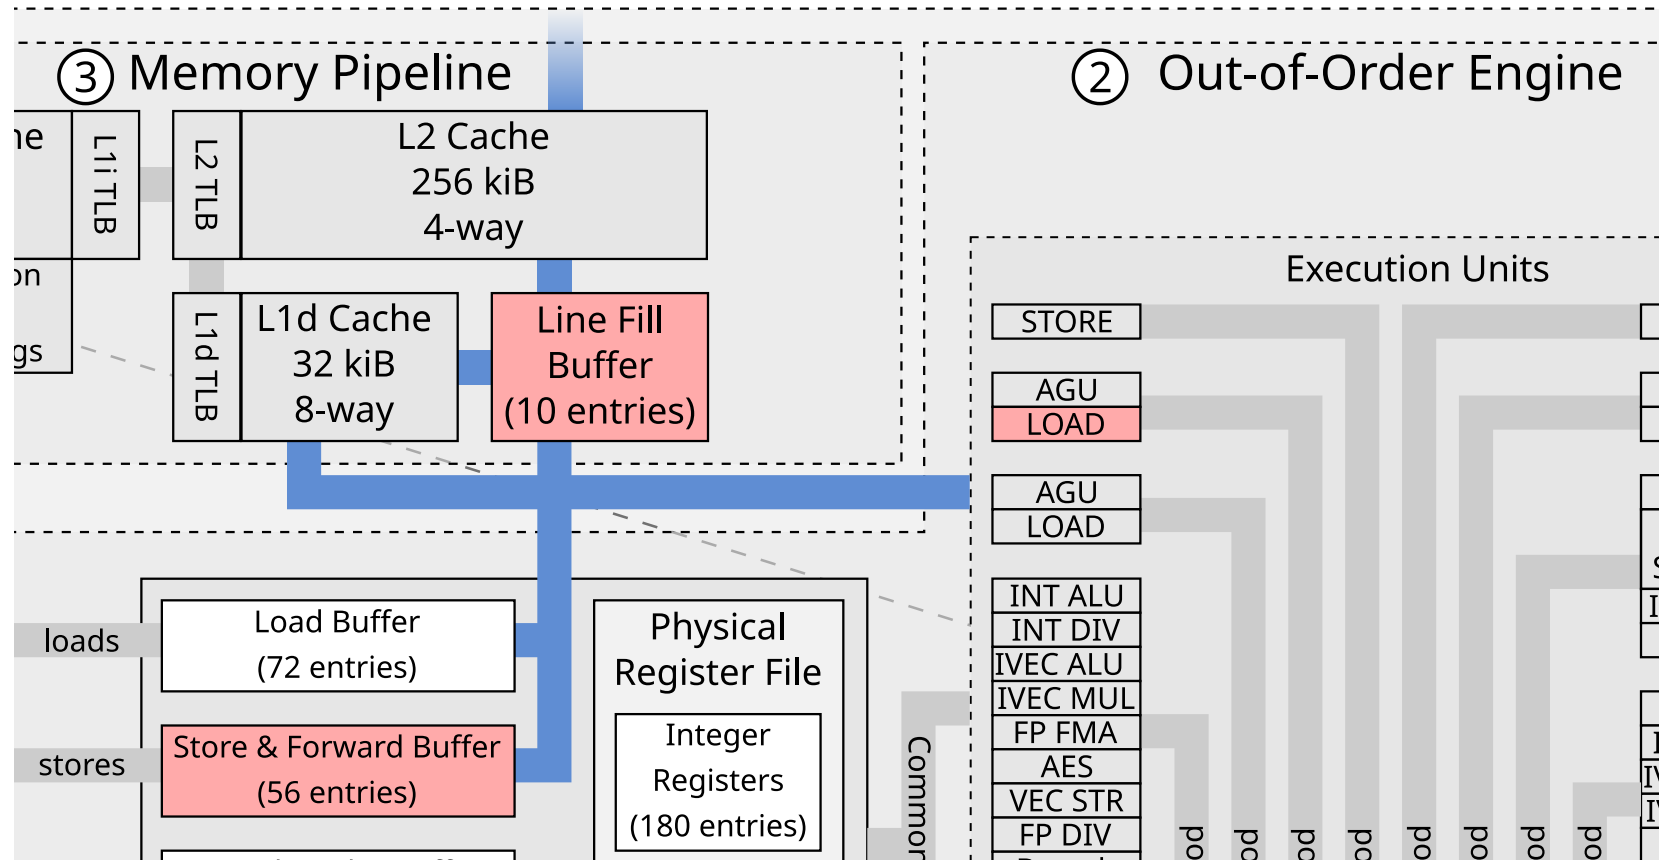 3 Memory Pipeline
L1i TLB
L2 TLB
L2 Cache
256 kiB
4-way
L1d TLB
L1d Cache
32 kiB
8-way
Line Fill
Buffer
(10 entries)
loads
Load Buffer
(72 entries)
stores
Store & Forward Buffer
(56 entries)
Physical
Register File
Integer
Registers
(180 entries)
Common
2 Out-of-Order Engine
Execution Units
STORE
AGU
LOAD
AGU
LOAD
INT ALU
INT DIV
IVEC ALU
IVEC MUL
FP FMA
AES
VEC STR
FP DIV